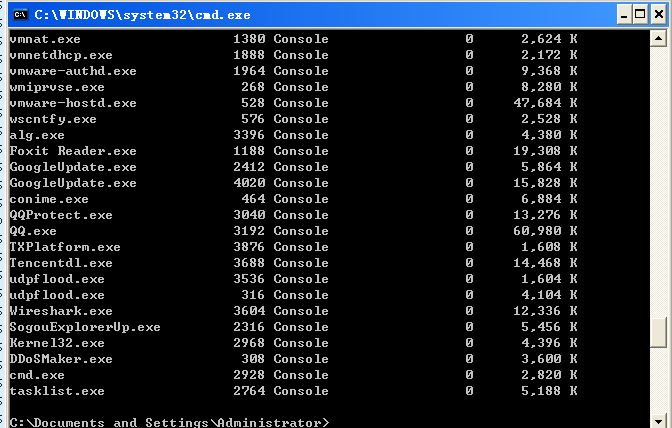 C:\WINDOWS\system32\cmd.exe
vmnat.exe 1380 Console 0 2,624 K
vmnetdhcp.exe 1888 Console 0 2,172 K
vmware-authd.exe 1964 Console 0 9,368 K
wmiprvse.exe 268 Console 0 8,280 K
vmware-hostd.exe 528 Console 0 47,684 K
wscntfy.exe 576 Console 0 2,528 K
alg.exe 3396 Console 0 4,380 K
Foxit Reader.exe 1188 Console 0 19,308 K
GoogleUpdate.exe 2412 Console 0 5,864 K
GoogleUpdate.exe 4020 Console 0 15,828 K
conime.exe 464 Console 0 6,884 K
QQProtect.exe 3040 Console 0 13,276 K
QQ.exe 3192 Console 0 60,980 K
TXPlatform.exe 3876 Console 0 1,608 K
Tencentdl.exe 3688 Console 0 14,468 K
udpflood.exe 3536 Console 0 1,604 K
udpflood.exe 316 Console 0 4,104 K
Wireshark.exe 3604 Console 0 12,336 K
SogouExplorerUp.exe 2316 Console 0 5,456 K
Kernel32.exe 2968 Console 0 4,396 K
DDoSMaker.exe 308 Console 0 3,600 K
cmd.exe 2928 Console 0 2,820 K
tasklist.exe 2764 Console 0 5,188 K
C:\Documents and Settings\Administrator>